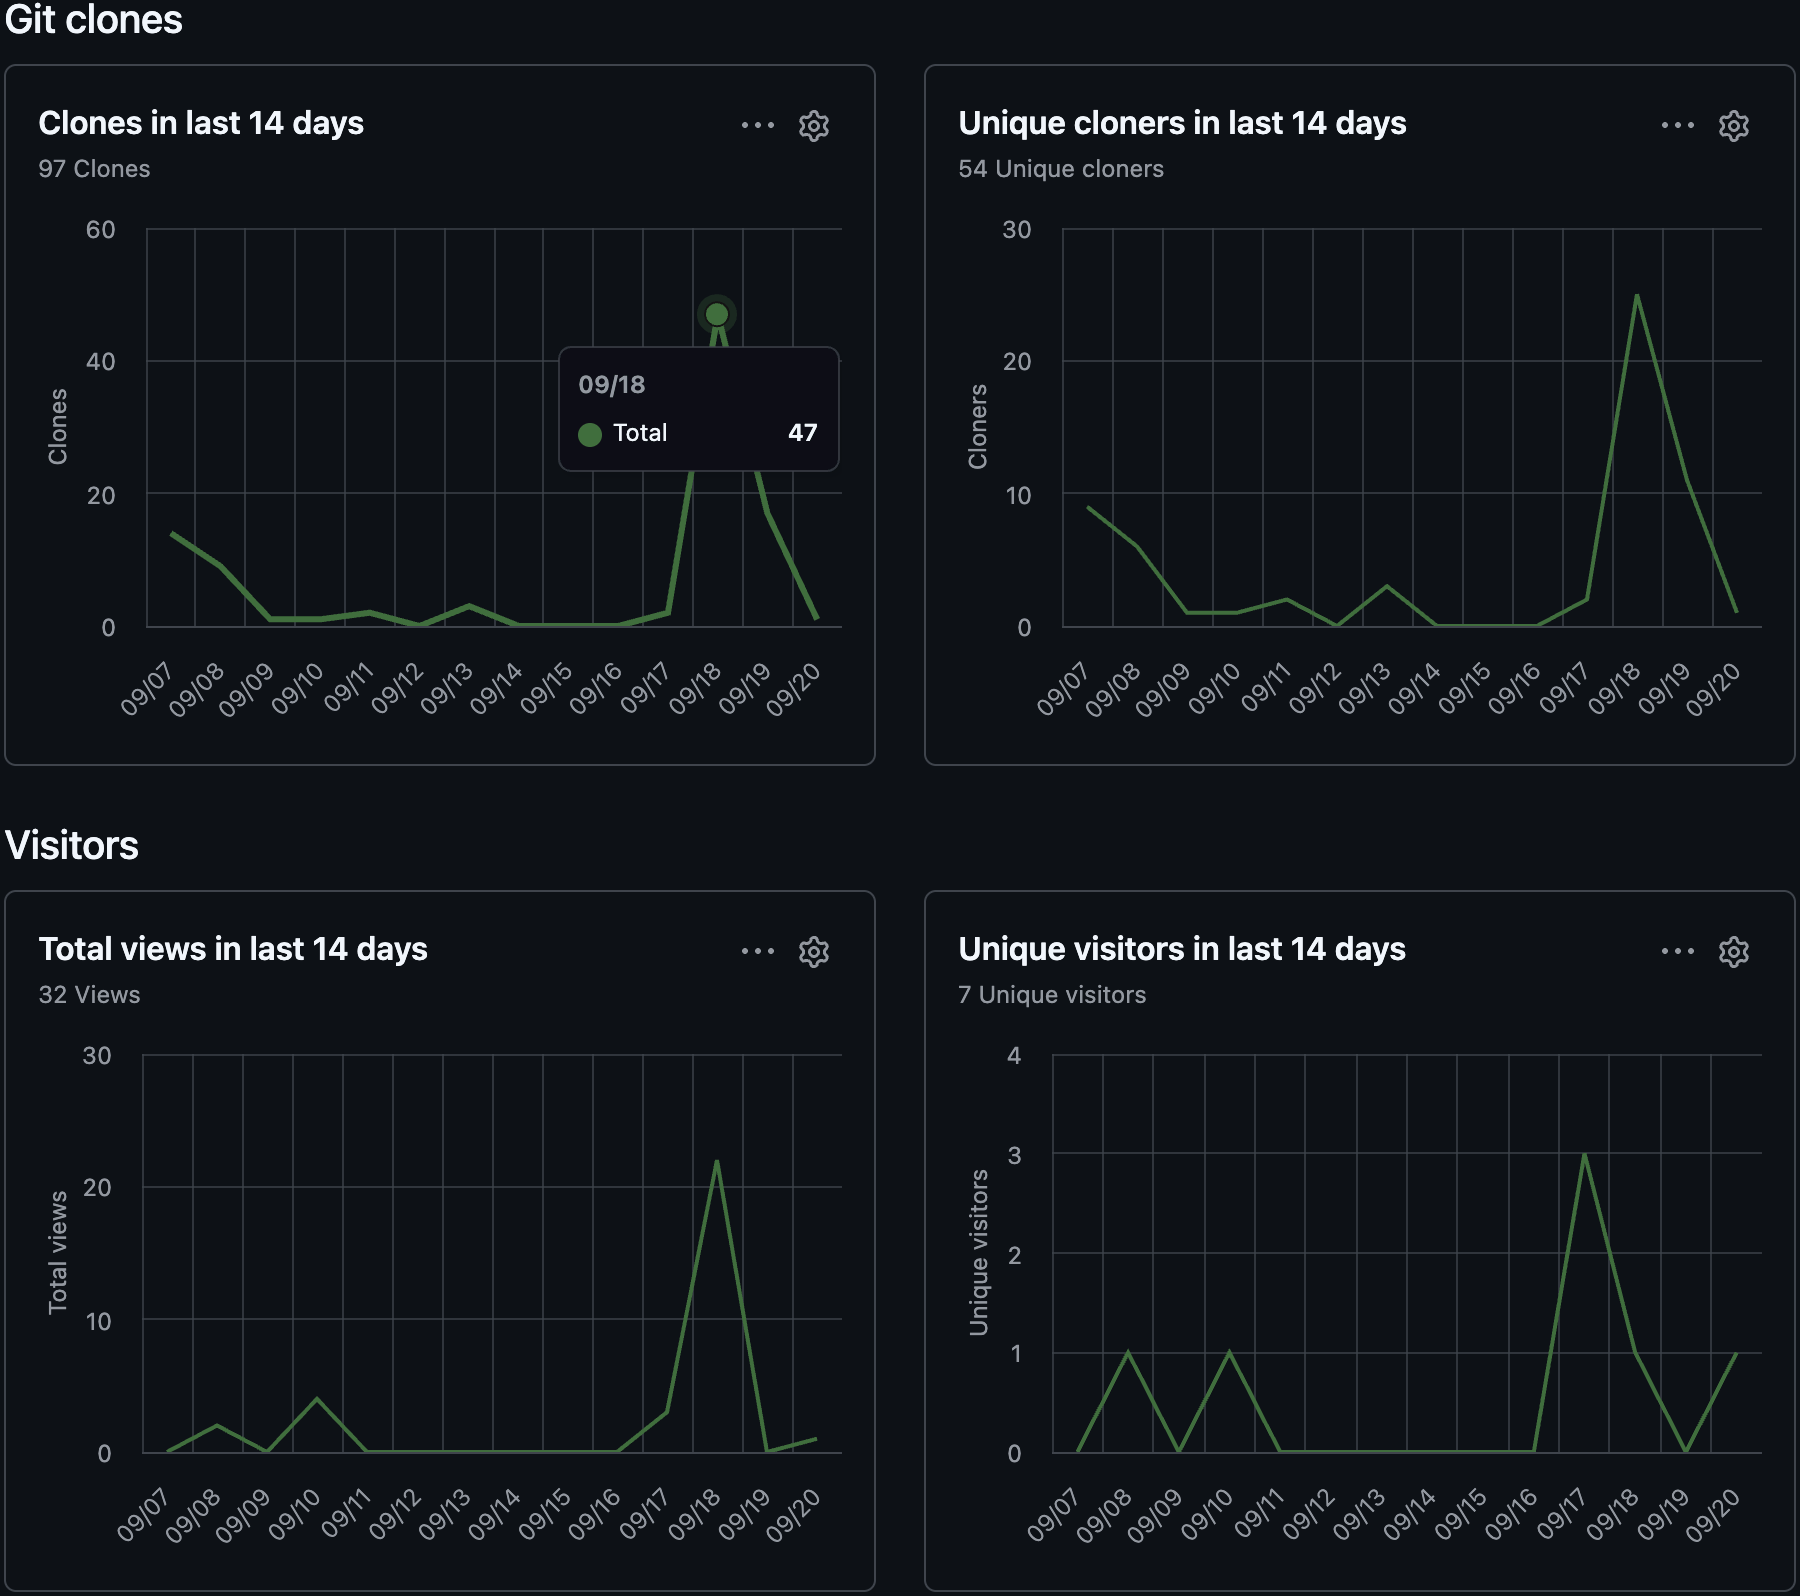 Git clones
Clones in last 14 days
97 Clones
60
40
20
0
Clones
09/18
Total 47
09/07 09/08 09/09 09/10 09/11 09/12 09/13 09/14 09/15 09/16 09/17 09/18 09/19 09/20
Unique cloners in last 14 days
54 Unique cloners
30
20
10
0
Cloners
09/07 09/08 09/09 09/10 09/11 09/12 09/13 09/14 09/15 09/16 09/17 09/18 09/19 09/20
Visitors
Total views in last 14 days
32 Views
30
20
10
0
Total views
09/07 09/08 09/09 09/10 09/11 09/12 09/13 09/14 09/15 09/16 09/17 09/18 09/19 09/20
Unique visitors in last 14 days
7 Unique visitors
4
3
2
1
0
Unique visitors
09/07 09/08 09/09 09/10 09/11 09/12 09/13 09/14 09/15 09/16 09/17 09/18 09/19 09/20